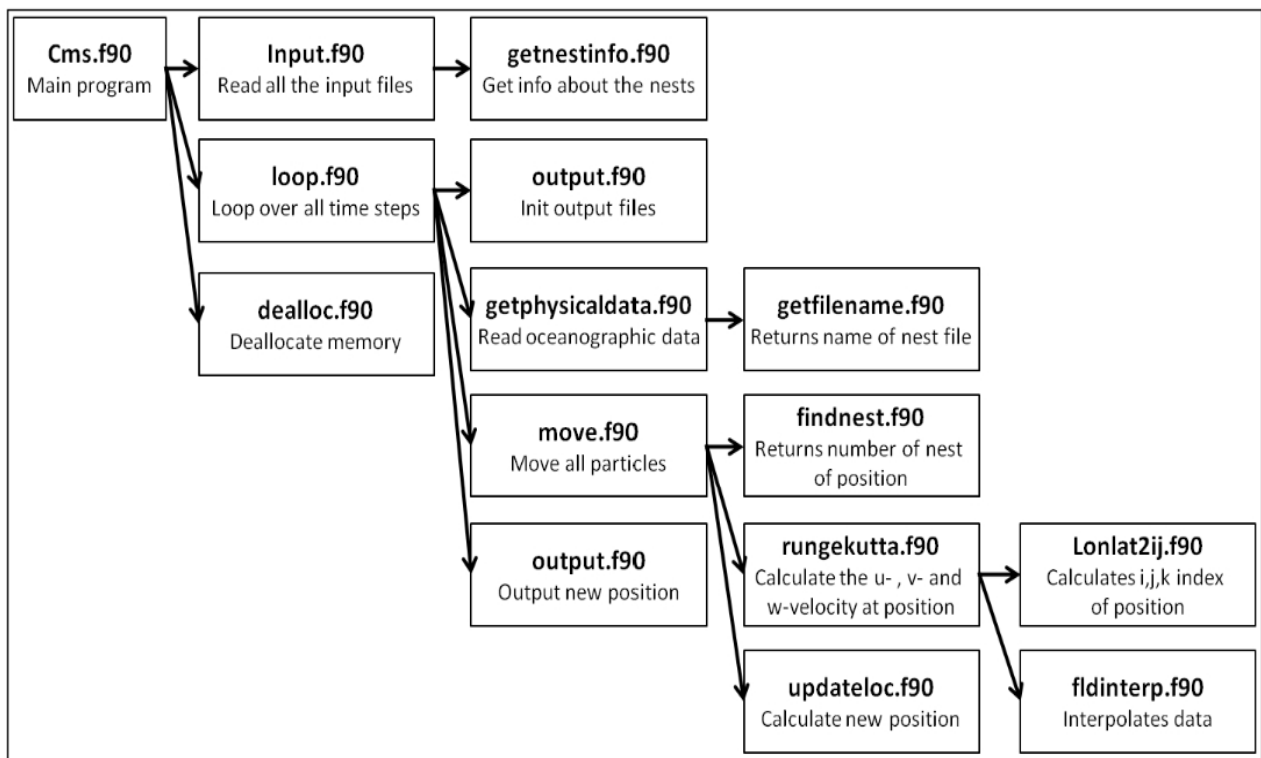 Cms.f90
Main program
Input.f90
Read all the input files
getnestinfo.f90
Get info about the nests
loop.f90
Loop over all time steps
output.f90
Init output files
dealloc.f90
Deallocate memory
getphysicaldata.f90
Read oceanographic data
getfilename.f90
Returns name of nest file
move.f90
Move all particles
findnest.f90
Returns number of nest
of position
output.f90
Output new position
rungekutta.f90
Calculate the u- , v- and
w-velocity at position
Lonlat2ij.f90
Calculates i,j,k index
of position
updateloc.f90
Calculate new position
fldinterp.f90
Interpolates data